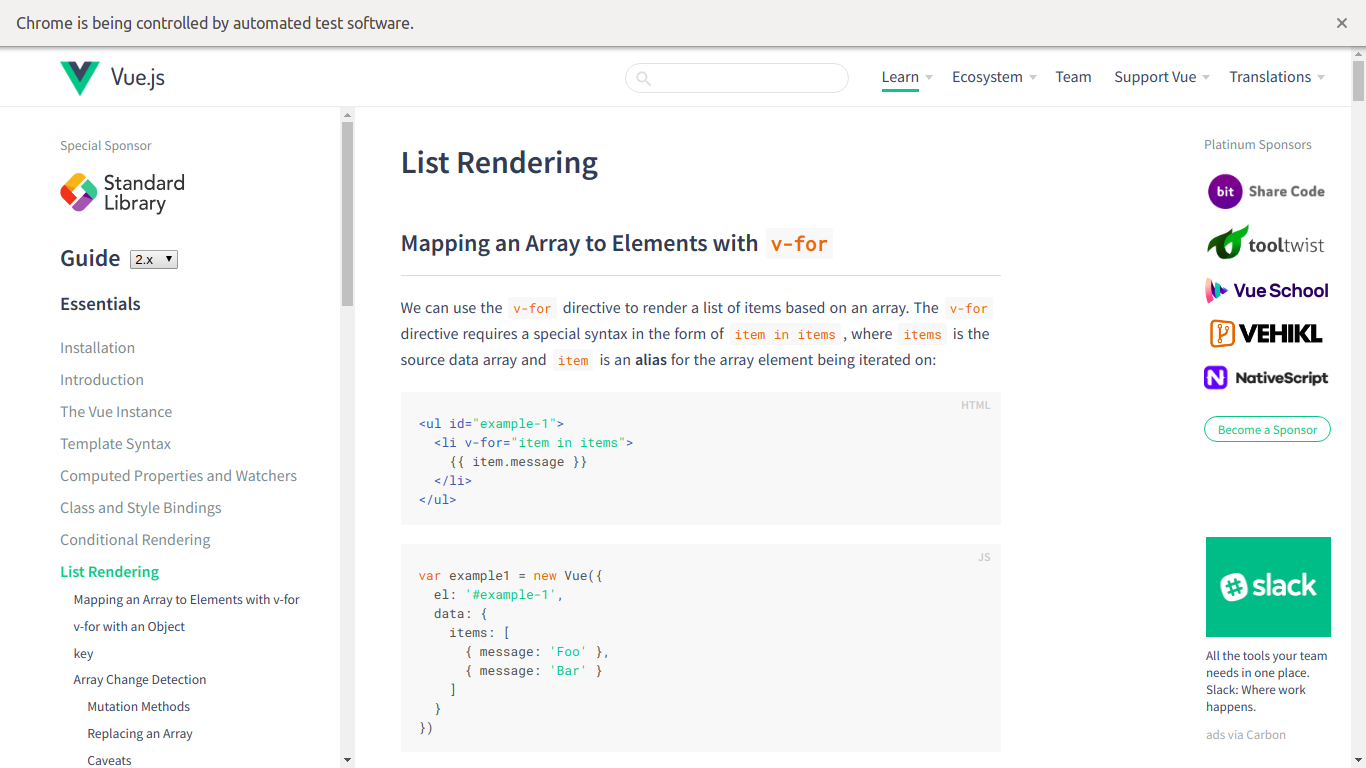 Chrome is being controlled by automated test software.
Vue.js
Learn
Ecosystem
Team
Support Vue
Translations
Special Sponsor
Standard
Library
Guide 2.x
Essentials
Installation
Introduction
The Vue Instance
Template Syntax
Computed Properties and Watchers
Class and Style Bindings
Conditional Rendering
List Rendering
Mapping an Array to Elements with v-for
v-for with an Object
key
Array Change Detection
Mutation Methods
Replacing an Array
Caveats
List Rendering
Mapping an Array to Elements with v-for
We can use the v-for directive to render a list of items based on an array. The v-for
directive requires a special syntax in the form of item in items , where items is the
source data array and item is an alias for the array element being iterated on:
HTML
<ul id="example-1">
  <li v-for="item in items">
    {{ item.message }}
  </li>
</ul>
JS
var example1 = new Vue({
  el: '#example-1',
  data: {
    items: [
      { message: 'Foo' },
      { message: 'Bar' }
    ]
  }
})
Platinum Sponsors
bit Share Code
tooltwist
Vue School
VEHIKL
NativeScript
Become a Sponsor
slack
All the tools your team
needs in one place.
Slack: Where work
happens.
ads via Carbon